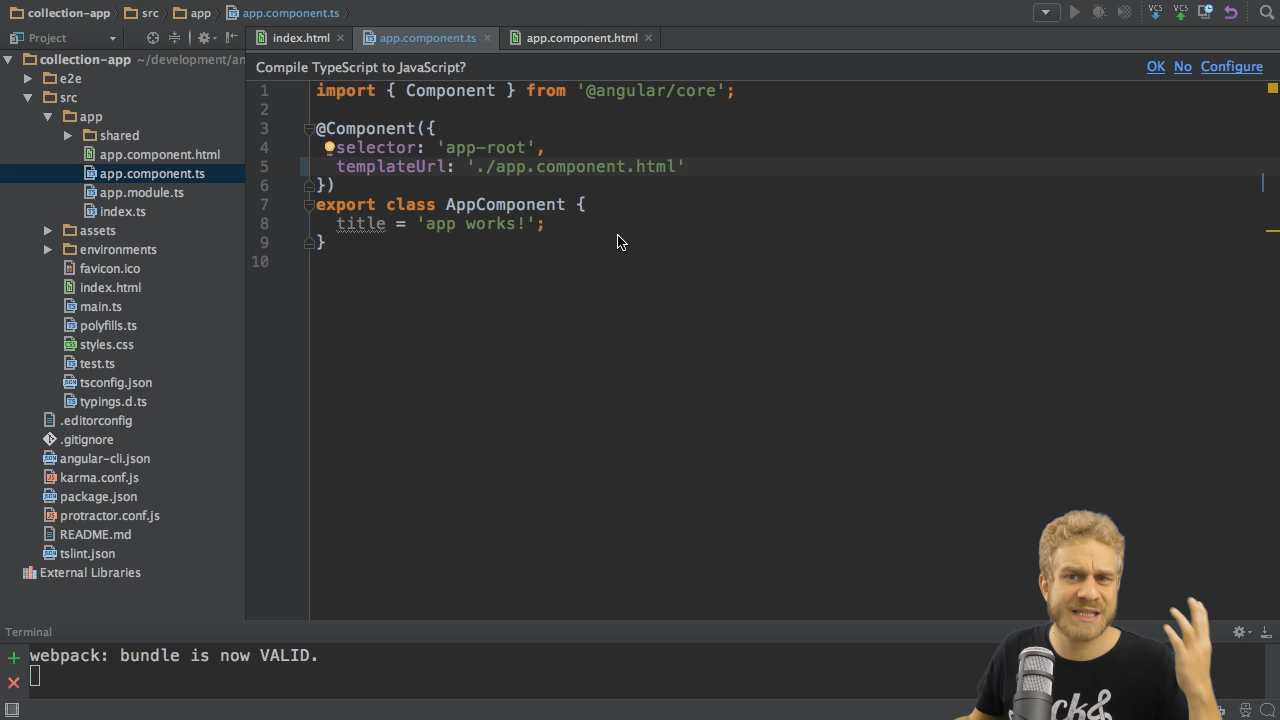 collection-app src app app.component.ts
Project
index.html app.component.ts app.component.html
VCS VCS
collection-app ~/development/an
e2e
src
app
shared
app.component.html
app.component.ts
app.module.ts
index.ts
assets
environments
favicon.ico
index.html
main.ts
polyfills.ts
styles.css
test.ts
tsconfig.json
typings.d.ts
.editorconfig
.gitignore
angular-cli.json
karma.conf.js
package.json
protractor.conf.js
README.md
tslint.json
External Libraries
Compile TypeScript to JavaScript? OK No Configure
1 import { Component } from '@angular/core';
2
3 @Component({
4 selector: 'app-root',
5 templateUrl: './app.component.html'
6 })
7 export class AppComponent {
8 title = 'app works!';
9 }
10
Terminal
webpack: bundle is now VALID.